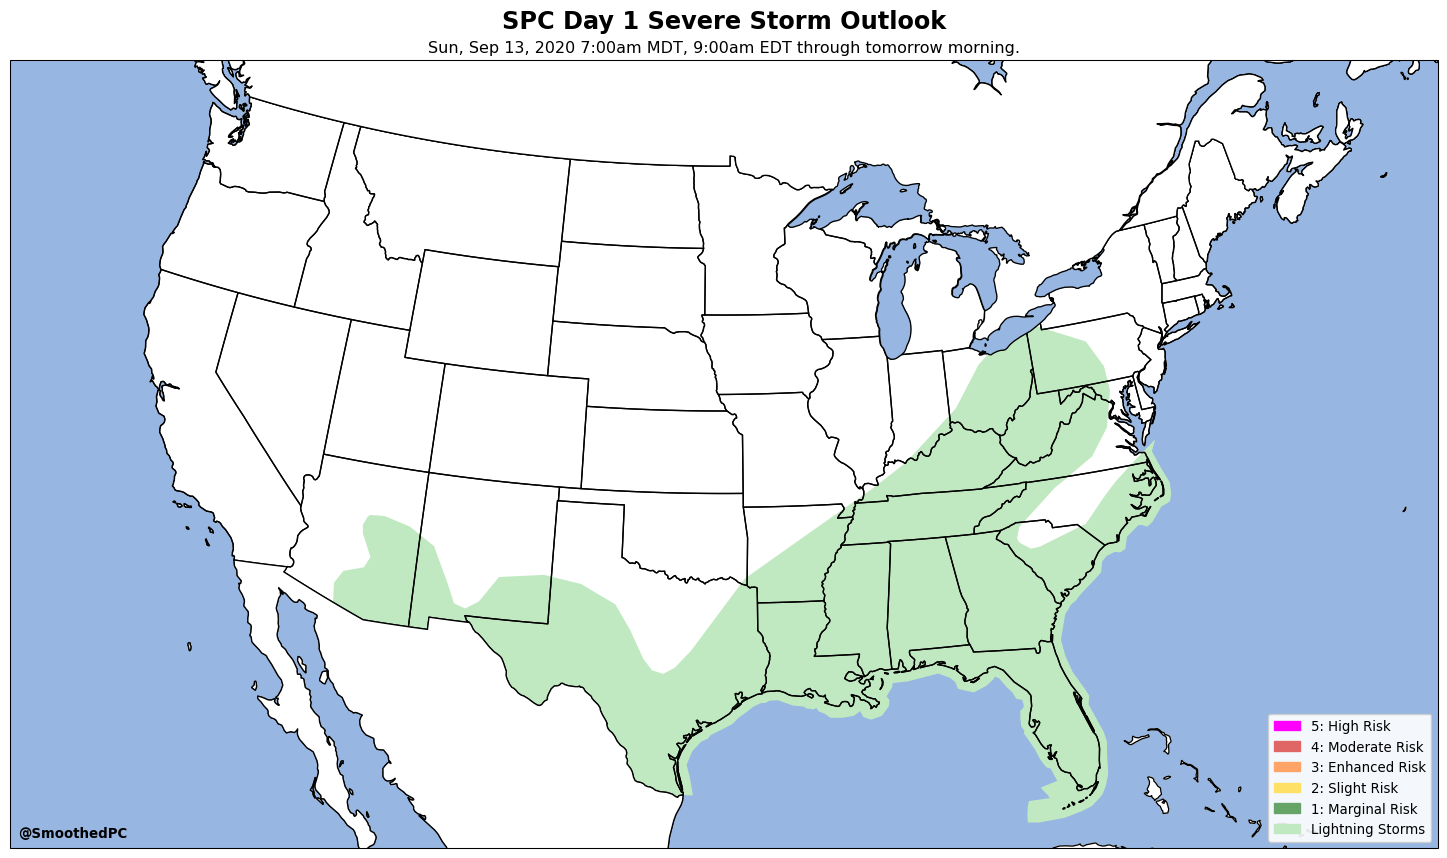 SPC Day 1 Severe Storm Outlook
Sun, Sep 13, 2020 7:00am MDT, 9:00am EDT through tomorrow morning.
5: High Risk
4: Moderate Risk
3: Enhanced Risk
2: Slight Risk
1: Marginal Risk
Lightning Storms
@SmoothedPC